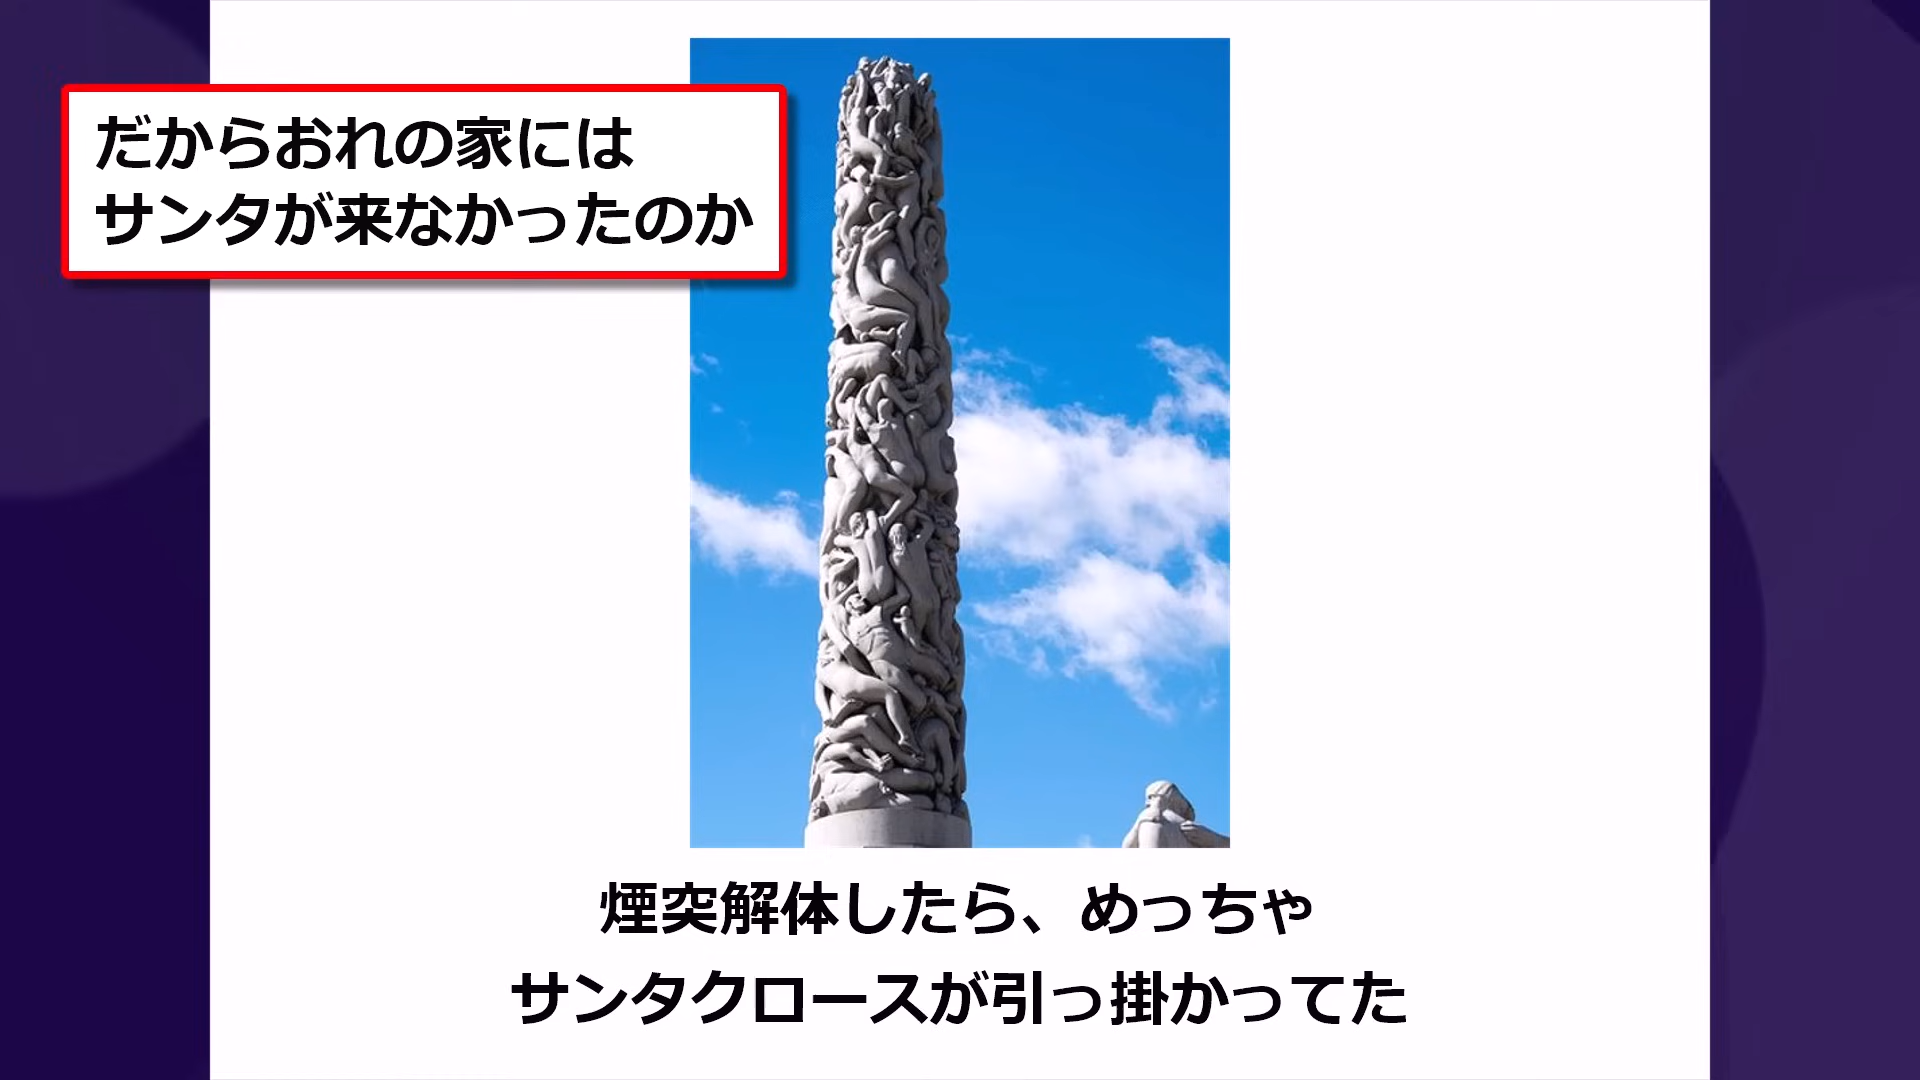 だからおれの家には
サンタが来なかったのか
煙突解体したら、めっちゃ
サンタクロースが引っ掛かってた